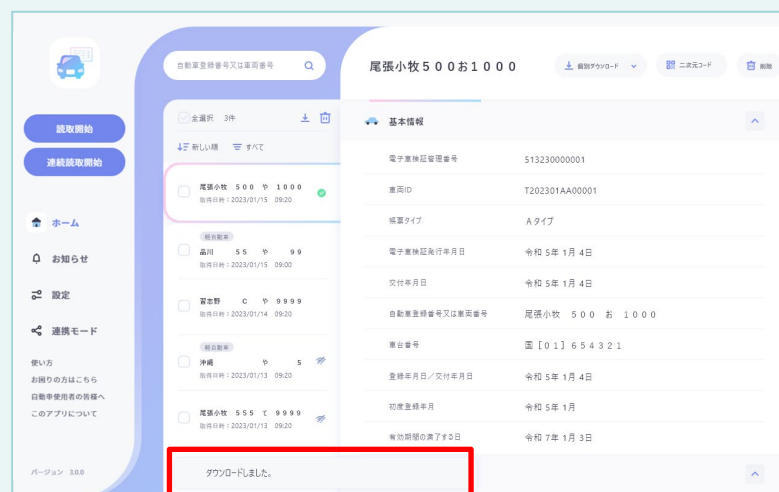 読取開始
連続読取開始
ホーム
お知らせ
設定
連携モード
使い方
お困りの方はこちら
自動車使用者の皆様へ
このアプリについて
バージョン 3.0.0
自動車登録番号又は車両番号
全選択 3件
新しい順 すべて
尾張小牧 500 や 1000
取得日時：2023/01/15 09:20
軽自動車
品川 55 や 99
取得日時：2023/01/15 09:00
習志野 C や 9999
取得日時：2023/01/14 09:20
軽自動車
沖縄 や 5
取得日時：2023/01/13 09:20
尾張小牧 555 て 9999
取得日時：2023/01/13 09:20
ダウンロードしました。
尾張小牧５００お１０００
個別ダウンロード
二次元コード
削除
基本情報
電子車検証管理番号 513230000001
車両ID T202301AA00001
帳票タイプ Aタイプ
電子車検証発行年月日 令和 5年 1月 4日
交付年月日 令和 5年 1月 4日
自動車登録番号又は車両番号 尾張小牧 ５００ お １０００
車台番号 国［０１］６５４３２１
登録年月日／交付年月日 令和 5年 1月 4日
初度登録年月 令和 5年 1月
有効期間の満了する日 令和 7年 1月 3日